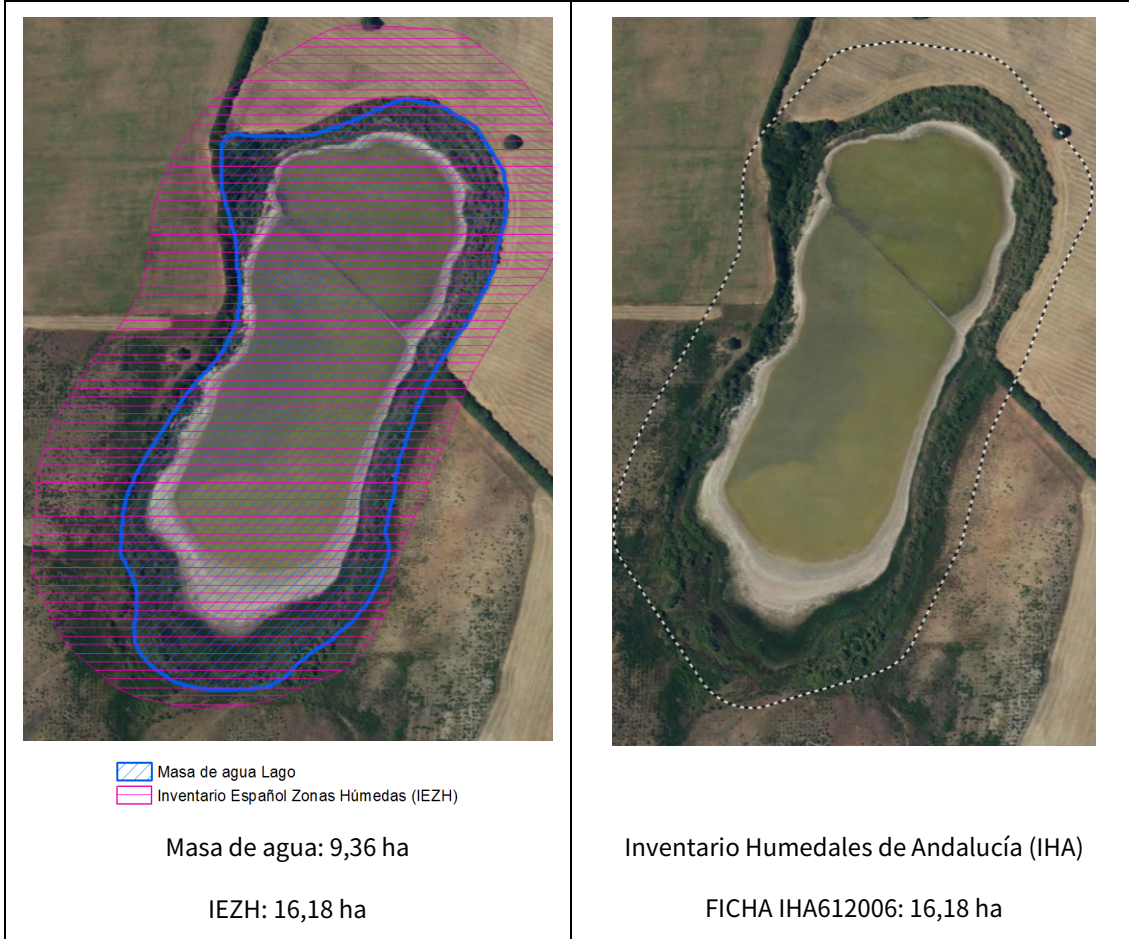 Masa de agua Lago
Inventario Español Zonas Húmedas (IEZH)
Masa de agua: 9,36 ha
IEZH: 16,18 ha
Inventario Humedales de Andalucía (IHA)
FICHA IHA612006: 16,18 ha